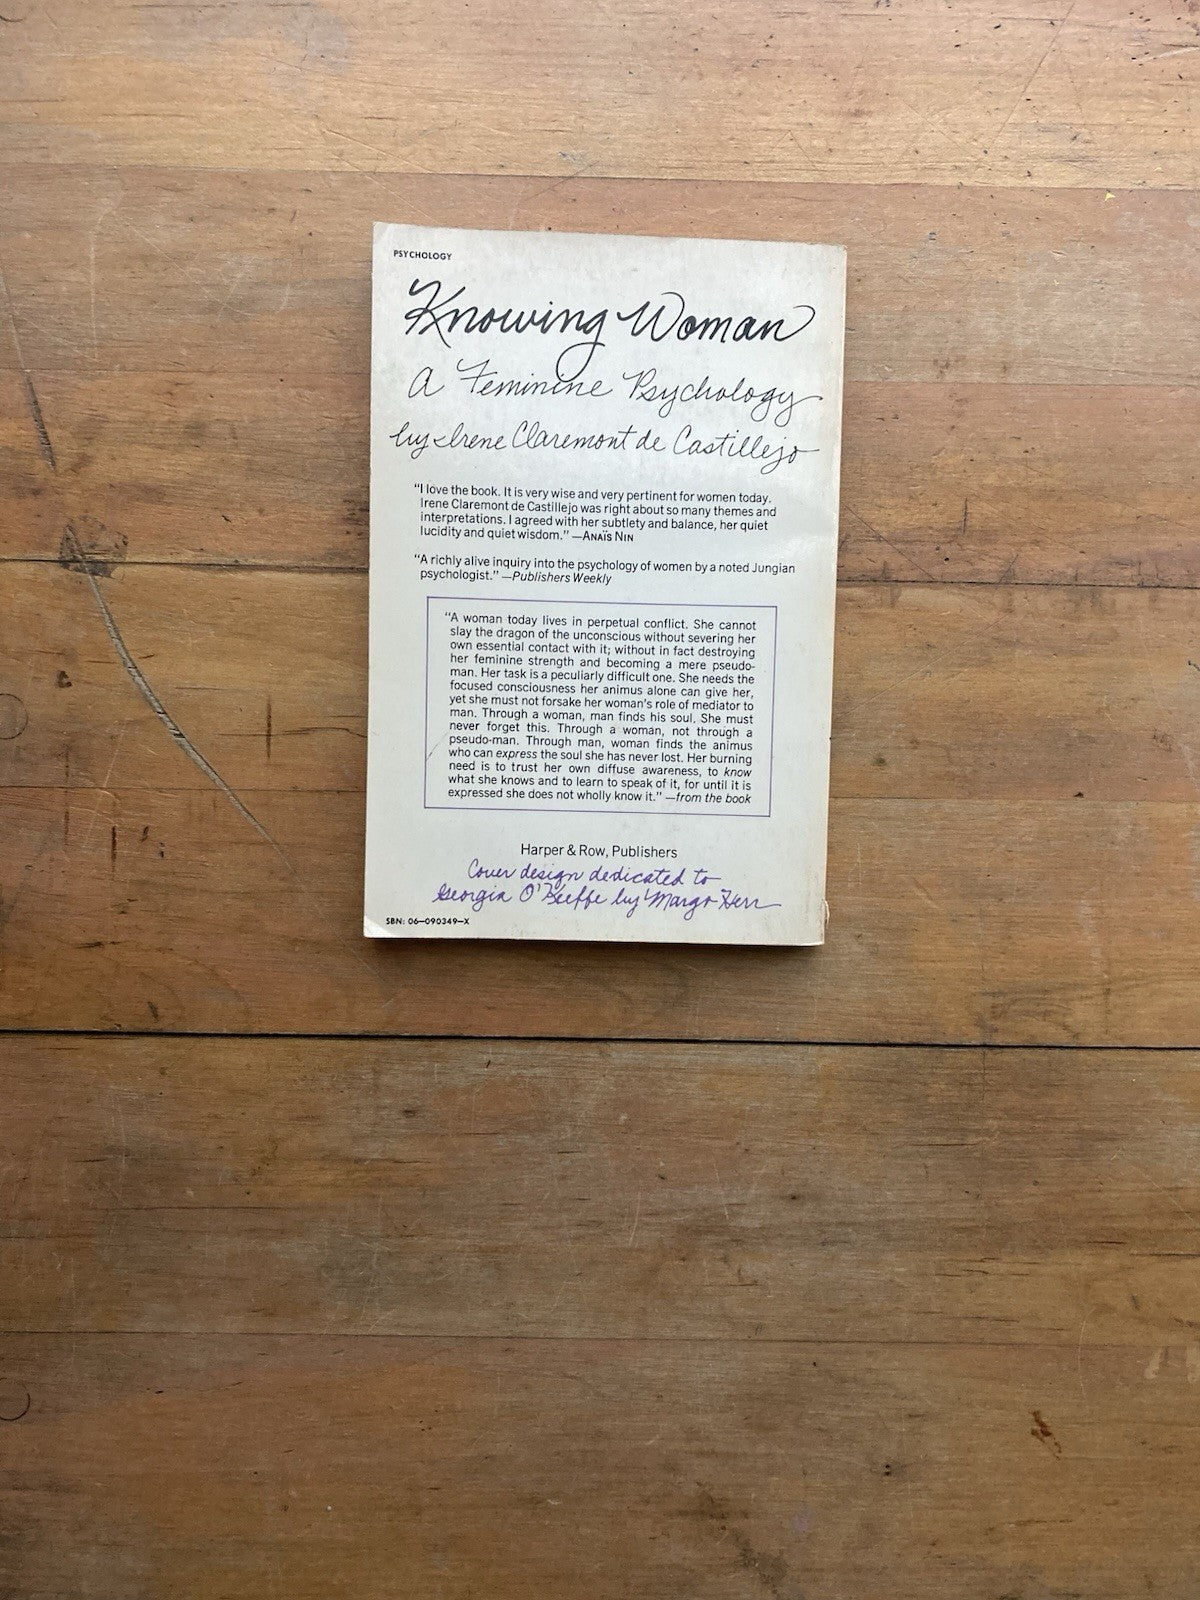 PSYCHOLOGY
Knowing Woman
A Feminine Psychology
by Irene Claremont de Castillejo
“I love the book. It is very wise and very pertinent for women today.
Irene Claremont de Castillejo was right about so many themes and
interpretations. I agreed with her subtlety and balance, her quiet
lucidity and quiet wisdom.” —ANAÏS NIN
“A richly alive inquiry into the psychology of women by a noted Jungian
psychologist.” —Publishers Weekly
“A woman today lives in perpetual conflict. She cannot
slay the dragon of the unconscious without severing her
own essential contact with it; without in fact destroying
her feminine strength and becoming a mere pseudo-
man. Her task is a peculiarly difficult one. She needs the
focused consciousness her animus alone can give her,
yet she must not forsake her woman's role of mediator to
man. Through a woman, man finds his soul. She must
never forget this. Through a woman, not through a
pseudo-man. Through man, woman finds the animus
who can express the soul she has never lost. Her burning
need is to trust her own diffuse awareness, to know
what she knows and to learn to speak of it, for until it is
expressed she does not wholly know it.” —from the book
Harper & Row, Publishers
Cover design dedicated to
Georgia O'Keeffe by Margo Herr
SBN: 06—090349—X